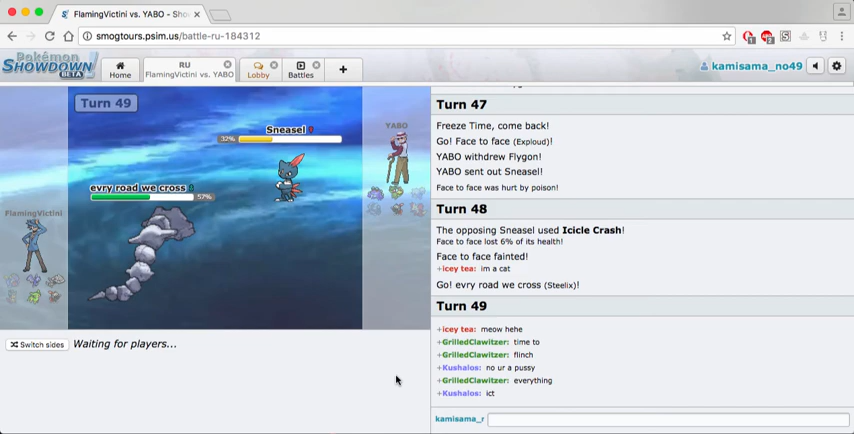 FlamingVictini vs. YABO - Sho
smogtours.psim.us/battle-ru-184312
Pokémon
SHOWDOWN
BETA
Home
RU
FlamingVictini vs. YABO
Lobby
Battles
kamisama_no49
Turn 49
Sneasel
32%
YABO
evry road we cross
57%
FlamingVictini
Switch sides
Waiting for players...
Turn 47
Freeze Time, come back!
Go! Face to face (Exploud)!
YABO withdrew Flygon!
YABO sent out Sneasel!
Face to face was hurt by poison!
Turn 48
The opposing Sneasel used Icicle Crash!
Face to face lost 6% of its health!
Face to face fainted!
+icey tea: im a cat
Go! evry road we cross (Steelix)!
Turn 49
+icey tea: meow hehe
+GrilledClawitzer: time to
+GrilledClawitzer: flinch
+Kushalos: no ur a pussy
+GrilledClawitzer: everything
+Kushalos: ict
kamisama_r